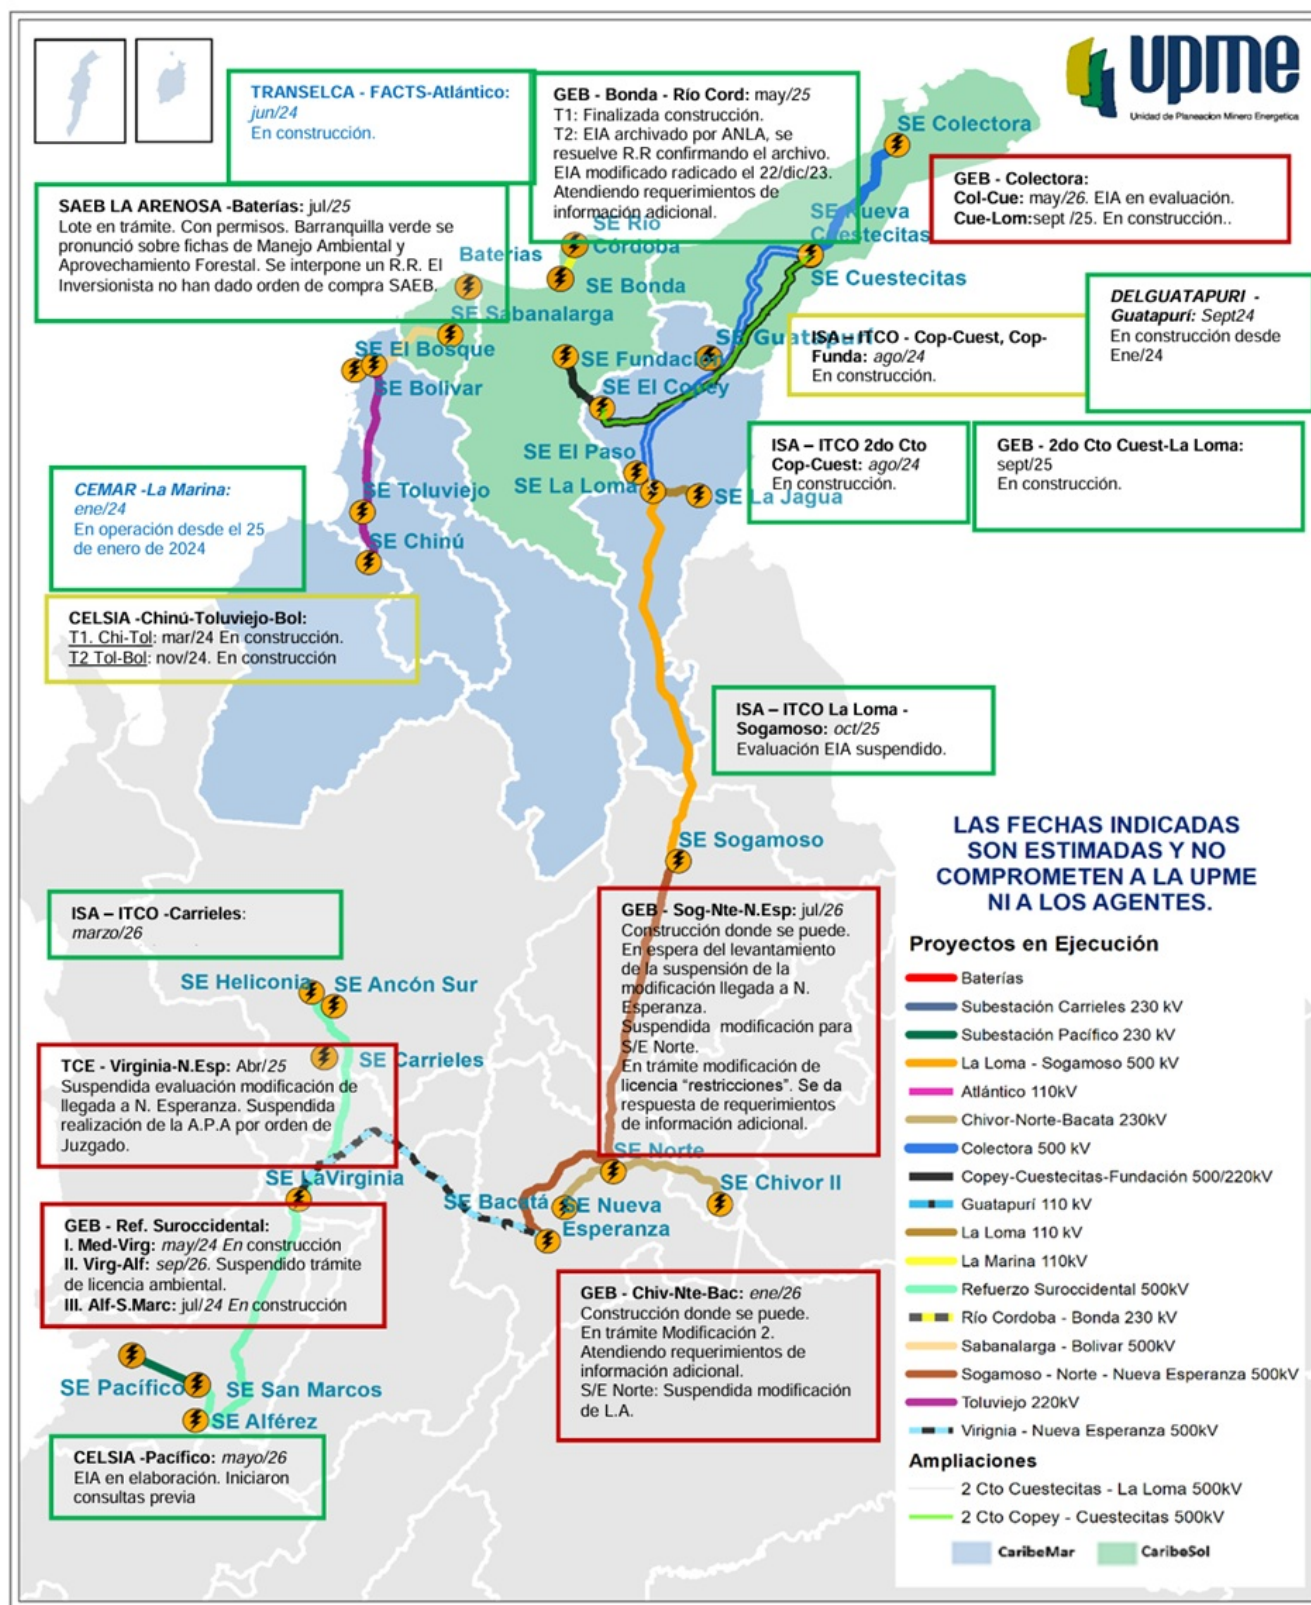 upme
Unidad de Planeacion Minero Energetica
TRANSELCA - FACTS-Atlántico:
jun/24
En construcción.
GEB - Bonda - Río Cord: may/25
T1: Finalizada construcción.
T2: EIA archivado por ANLA, se
resuelve R.R confirmando el archivo.
EIA modificado radicado el 22/dic/23.
Atendiendo requerimientos de
información adicional.
SE Colectora
GEB - Colectora:
Col-Cue: may/26. EIA en evaluación.
Cue-Lom:sept /25. En construcción..
SAEB LA ARENOSA -Baterías: jul/25
Lote en trámite. Con permisos. Barranquilla verde se
pronunció sobre fichas de Manejo Ambiental y
Aprovechamiento Forestal. Se interpone un R.R. El
Inversionista no han dado orden de compra SAEB.
SE Río
Córdoba
Baterias
SE Bonda
SE Nueva
Cuestecitas
SE Cuestecitas
SE Sabanalarga
SE El Bosque
SE Bolivar
SE Fundación
SE Guatapurí
SE El Copey
ISA – ITCO - Cop-Cuest, Cop-
Funda: ago/24
En construcción.
DELGUATAPURI -
Guatapurí: Sept24
En construcción desde
Ene/24
SE El Paso
SE La Loma
SE La Jagua
ISA – ITCO 2do Cto
Cop-Cuest: ago/24
En construcción.
GEB - 2do Cto Cuest-La Loma:
sept/25
En construcción.
CEMAR -La Marina:
ene/24
En operación desde el 25
de enero de 2024
SE Toluviejo
SE Chinú
CELSIA -Chinú-Toluviejo-Bol:
T1. Chi-Tol: mar/24 En construcción.
T2 Tol-Bol: nov/24. En construcción
ISA – ITCO La Loma -
Sogamoso: oct/25
Evaluación EIA suspendido.
SE Sogamoso
LAS FECHAS INDICADAS
SON ESTIMADAS Y NO
COMPROMETEN A LA UPME
NI A LOS AGENTES.
ISA – ITCO -Carrieles:
marzo/26
GEB - Sog-Nte-N.Esp: jul/26
Construcción donde se puede.
En espera del levantamiento
de la suspensión de la
modificación llegada a N.
Esperanza.
Suspendida modificación para
S/E Norte.
En trámite modificación de
licencia “restricciones”. Se da
respuesta de requerimientos
de información adicional.
SE Heliconia
SE Ancón Sur
SE Carrieles
TCE - Virginia-N.Esp: Abr/25
Suspendida evaluación modificación de
llegada a N. Esperanza. Suspendida
realización de la A.P.A por orden de
Juzgado.
SE LaVirginia
SE Norte
SE Chivor II
SE Bacatá
SE Nueva
Esperanza
GEB - Ref. Suroccidental:
I. Med-Virg: may/24 En construcción
II. Virg-Alf: sep/26. Suspendido trámite
de licencia ambiental.
III. Alf-S.Marc: jul/24 En construcción
GEB - Chiv-Nte-Bac: ene/26
Construcción donde se puede.
En trámite Modificación 2.
Atendiendo requerimientos de
información adicional.
S/E Norte: Suspendida modificación
de L.A.
SE Pacífico
SE San Marcos
SE Alférez
CELSIA -Pacífico: mayo/26
EIA en elaboración. Iniciaron
consultas previa
Proyectos en Ejecución
Baterías
Subestación Carrieles 230 kV
Subestación Pacífico 230 kV
La Loma - Sogamoso 500 kV
Atlántico 110kV
Chivor-Norte-Bacata 230kV
Colectora 500 kV
Copey-Cuestecitas-Fundación 500/220kV
Guatapurí 110 kV
La Loma 110 kV
La Marina 110kV
Refuerzo Suroccidental 500kV
Río Cordoba - Bonda 230 kV
Sabanalarga - Bolivar 500kV
Sogamoso - Norte - Nueva Esperanza 500kV
Toluviejo 220kV
Virignia - Nueva Esperanza 500kV
Ampliaciones
2 Cto Cuestecitas - La Loma 500kV
2 Cto Copey - Cuestecitas 500kV
CaribeMar
CaribeSol